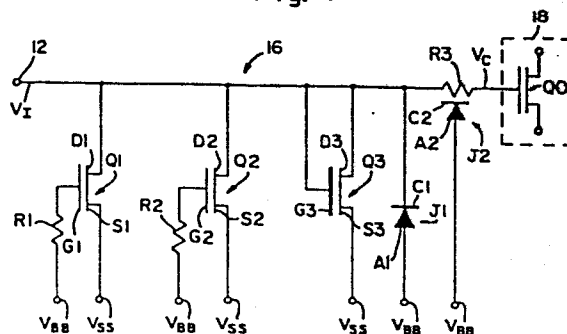 12
16
18
R3
VC
QO
VI
C2
A2
J2
D1
Q1
D2
Q2
D3
Q3
R1
G1
S1
R2
G2
S2
G3
S3
C1
J1
A1
VBB
VSS
VBB
VSS
VSS
VBB
VBB